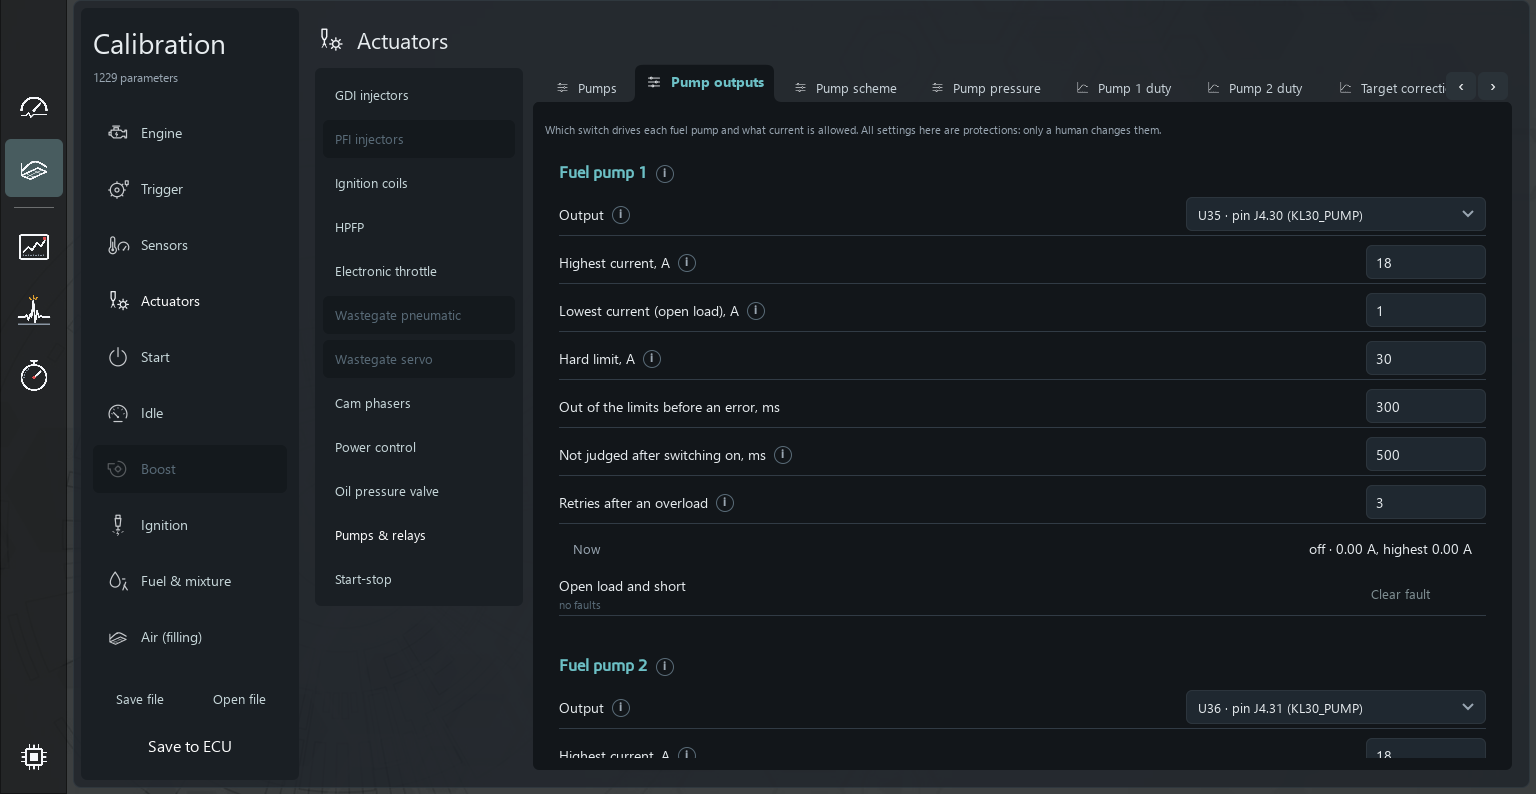 Calibration
1229 parameters
Engine
Trigger
Sensors
Actuators
Start
Idle
Boost
Ignition
Fuel & mixture
Air (filling)
Save file
Open file
Save to ECU
Actuators
GDI injectors
PFI injectors
Ignition coils
HPFP
Electronic throttle
Wastegate pneumatic
Wastegate servo
Cam phasers
Power control
Oil pressure valve
Pumps & relays
Start-stop
Pumps
Pump outputs
Pump scheme
Pump pressure
Pump 1 duty
Pump 2 duty
Target correcti
Which switch drives each fuel pump and what current is allowed. All settings here are protections: only a human changes them.
Fuel pump 1
Output
U35 · pin J4.30 (KL30_PUMP)
Highest current, A
18
Lowest current (open load), A
1
Hard limit, A
30
Out of the limits before an error, ms
300
Not judged after switching on, ms
500
Retries after an overload
3
Now
off · 0.00 A, highest 0.00 A
Open load and short
no faults
Clear fault
Fuel pump 2
Output
U36 · pin J4.31 (KL30_PUMP)
Highest current, A
18